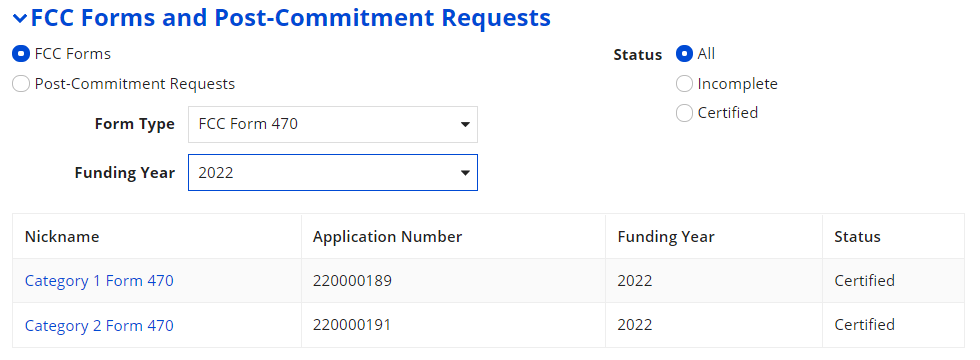 FCC Forms and Post-Commitment Requests
FCC Forms
Post-Commitment Requests
Status
All
Incomplete
Certified
Form Type
FCC Form 470
Funding Year
2022
Nickname Application Number Funding Year Status
Category 1 Form 470 220000189 2022 Certified
Category 2 Form 470 220000191 2022 Certified